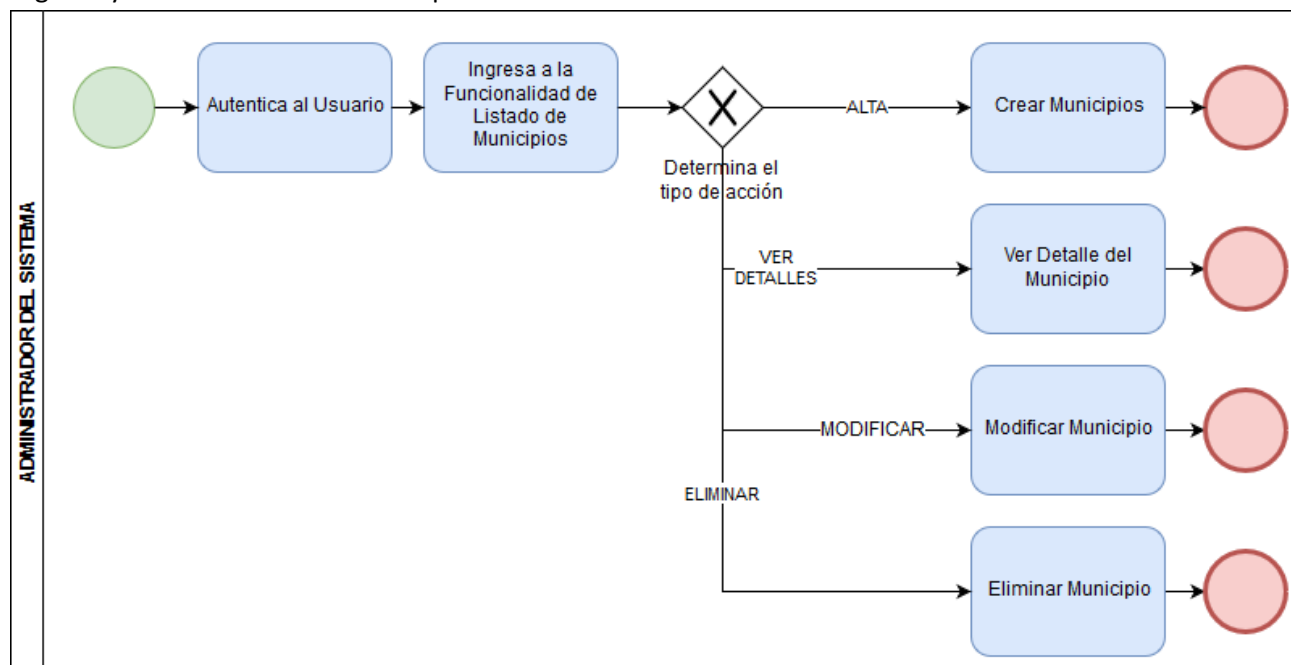 ADMINISTRADOR DEL SISTEMA
Autentica al Usuario
Ingresa a la
Funcionalidad de
Listado de
Municipios
Determina el
tipo de acción
ALTA
Crear Municipios
VER
DETALLES
Ver Detalle del
Municipio
MODIFICAR
Modificar Municipio
ELIMINAR
Eliminar Municipio